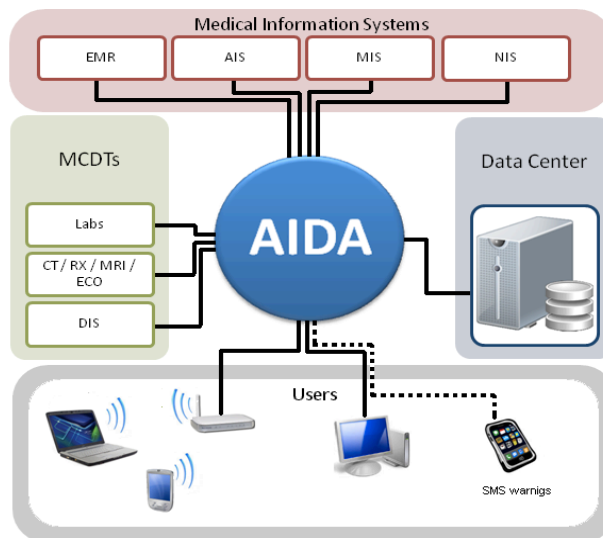 Medical Information Systems
EMR
AIS
MIS
NIS
MCDTs
Labs
CT / RX / MRI /
ECO
DIS
AIDA
Data Center
Users
SMS warnigs